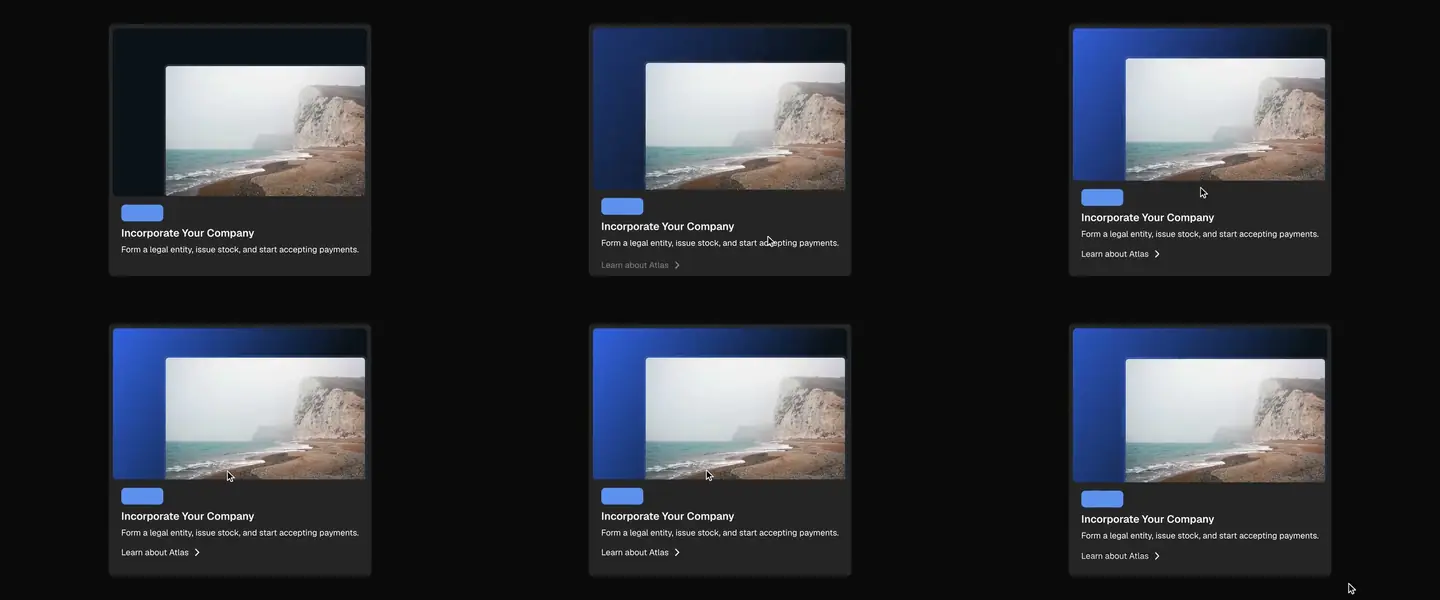 Incorporate Your Company
Form a legal entity, issue stock, and start accepting payments.
Incorporate Your Company
Form a legal entity, issue stock, and start accepting payments.
Learn about Atlas
Incorporate Your Company
Form a legal entity, issue stock, and start accepting payments.
Learn about Atlas
Incorporate Your Company
Form a legal entity, issue stock, and start accepting payments.
Learn about Atlas
Incorporate Your Company
Form a legal entity, issue stock, and start accepting payments.
Learn about Atlas
Incorporate Your Company
Form a legal entity, issue stock, and start accepting payments.
Learn about Atlas